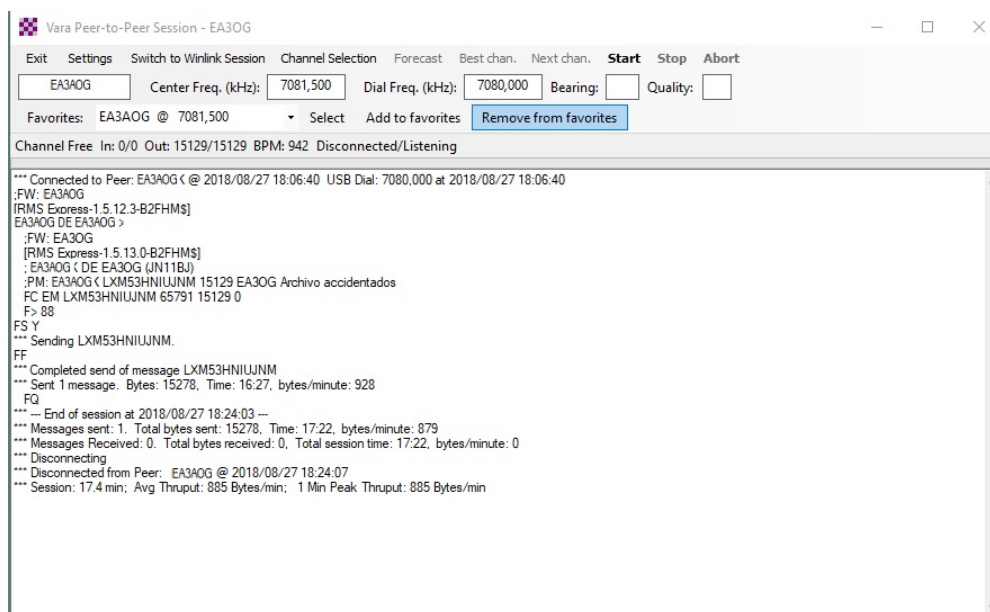 Vara Peer-to-Peer Session - EA3OG
Exit Settings Switch to Winlink Session Channel Selection Forecast Best chan. Next chan. Start Stop Abort
EA3AOG Center Freq. (kHz): 7081,500 Dial Freq. (kHz): 7080,000 Bearing: Quality:
Favorites: EA3AOG @ 7081,500 Select Add to favorites Remove from favorites
Channel Free In: 0/0 Out: 15129/15129 BPM: 942 Disconnected/Listening
*** Connected to Peer: EA3AOG< @ 2018/08/27 18:06:40 USB Dial: 7080,000 at 2018/08/27 18:06:40
;FW: EA3AOG
[RMS Express-1.5.12.3-B2FHM$]
EA3AOG DE EA3AOG >
;FW: EA3OG
[RMS Express-1.5.13.0-B2FHM$]
; EA3AOG < DE EA3OG (JN11BJ)
;PM: EA3AOG < LXM53HNIUJNM 15129 EA3OG Archivo accidentados
FC EM LXM53HNIUJNM 65791 15129 0
F> 88
FS Y
*** Sending LXM53HNIUJNM.
FF
*** Completed send of message LXM53HNIUJNM
*** Sent 1 message. Bytes: 15278, Time: 16:27, bytes/minute: 928
FQ
*** --- End of session at 2018/08/27 18:24:03 ---
*** Messages sent: 1. Total bytes sent: 15278, Time: 17:22, bytes/minute: 879
*** Messages Received: 0. Total bytes received: 0, Total session time: 17:22, bytes/minute: 0
*** Disconnecting
*** Disconnected from Peer: EA3AOG @ 2018/08/27 18:24:07
*** Session: 17.4 min; Avg Thruput: 885 Bytes/min; 1 Min Peak Thruput: 885 Bytes/min